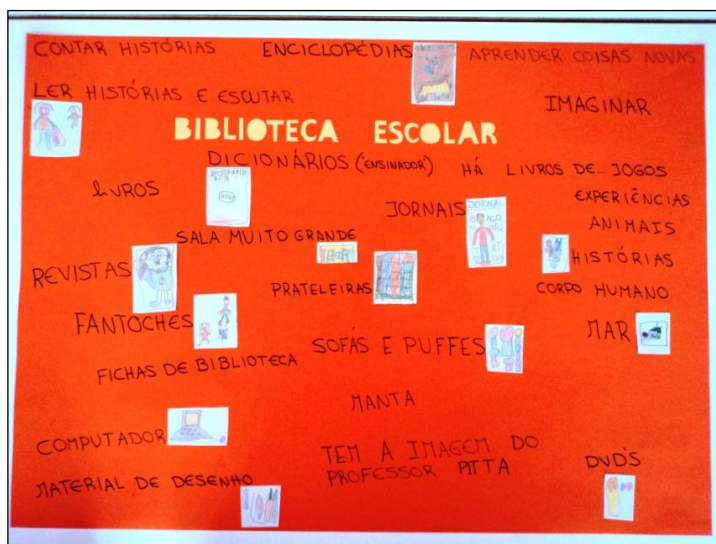 CONTAR HISTÓRIAS
ENCICLOPÉDIAS
APRENDER COISAS NOVAS
LER HISTÓRIAS E ESCUTAR
IMAGINAR
BIBLIOTECA ESCOLAR
DICIONÁRIOS ('ENSINADOR')
HÁ LIVROS DE... JOGOS
LIVROS
EXPERIÊNCIAS
JORNAIS
JORNAL
ANIMAIS
SALA MUITO GRANDE
HISTÓRIAS
REVISTAS
PRATELEIRAS
CORPO HUMANO
FANTOCHES
MAR
SOFÁS E PUFFES
FICHAS DE BIBLIOTECA
MANTA
COMPUTADOR
TEM A IMAGEM DO
PROFESSOR PITTA
DVD'S
MATERIAL DE DESENHO